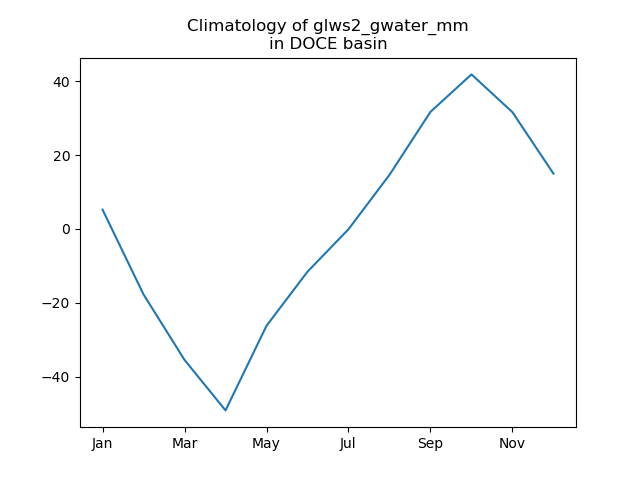 Climatology of glws2_gwater_mm
in DOCE basin
40
20
0
−20
−40
Jan
Mar
May
Jul
Sep
Nov